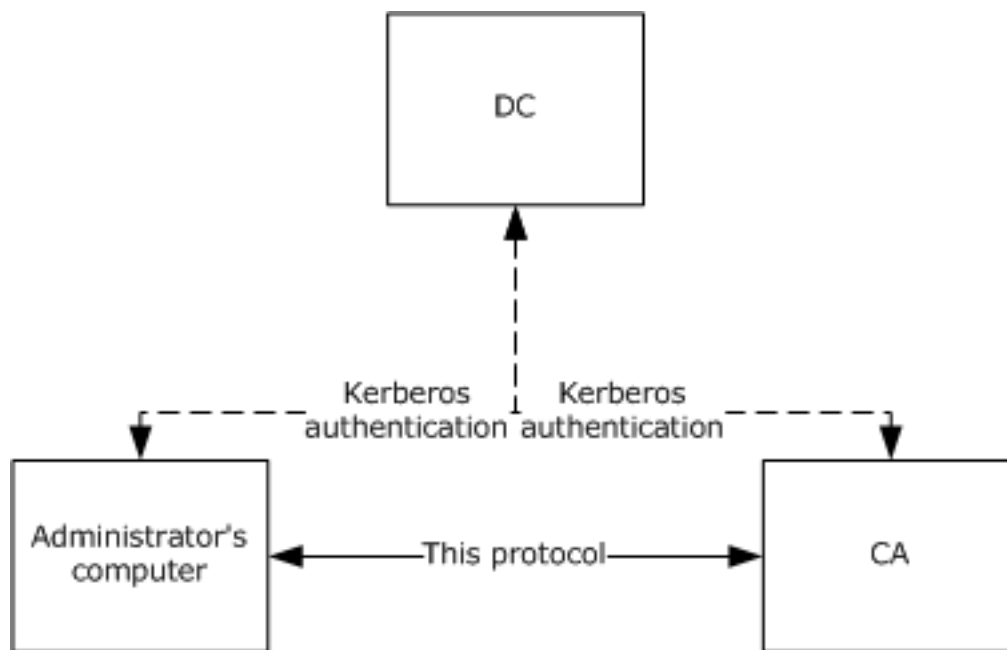 DC
Kerberos
authentication
Kerberos
authentication
Administrator's
computer
This protocol
CA